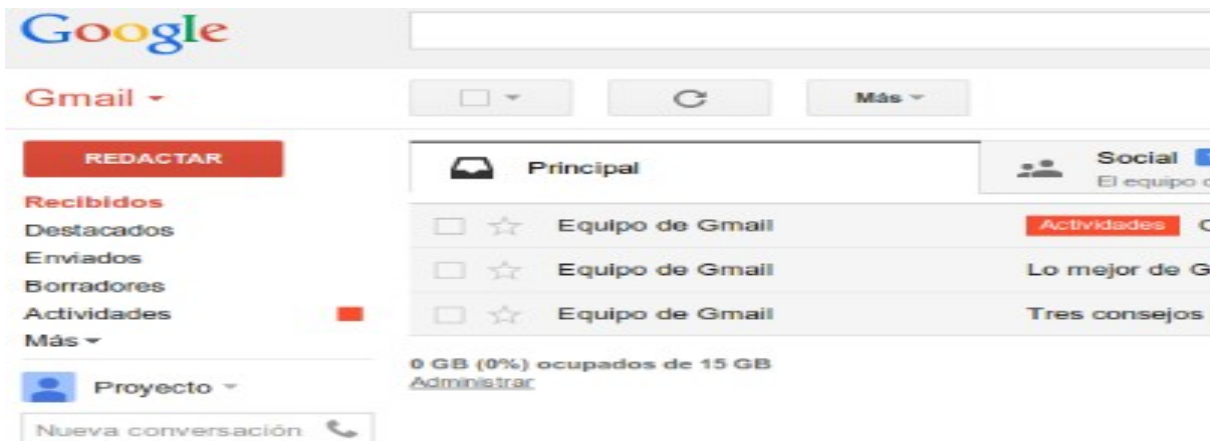 Google
Gmail
Más
REDACTAR
Principal
Social
El equipo
Recibidos
Destacados
Enviados
Borradores
Actividades
Más
Equipo de Gmail Actividades
Equipo de Gmail Lo mejor de G
Equipo de Gmail Tres consejos
0 GB (0%) ocupados de 15 GB
Administrar
Proyecto
Nueva conversación